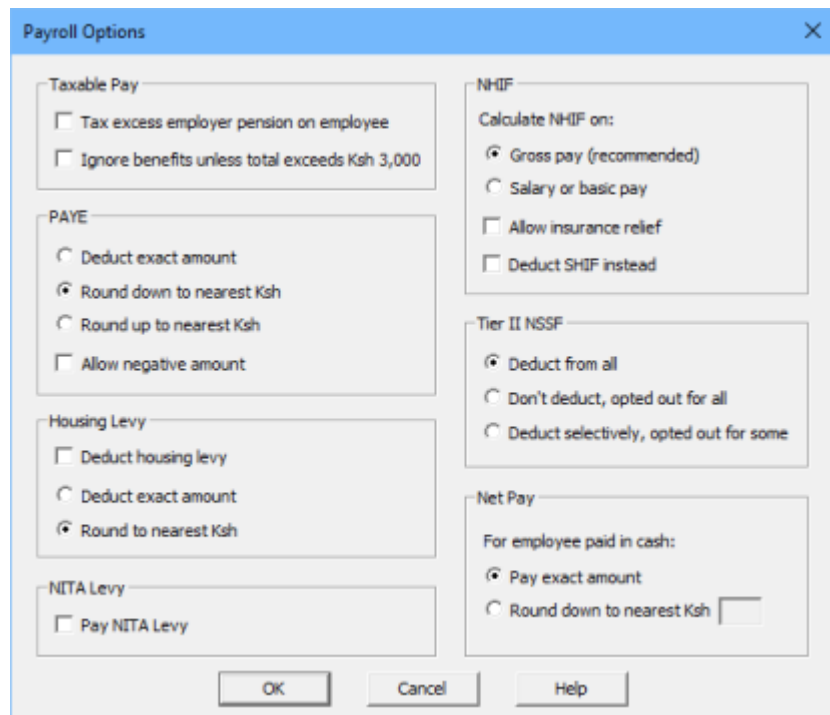 Payroll Options
Taxable Pay
Tax excess employer pension on employee
Ignore benefits unless total exceeds Ksh 3,000
PAYE
Deduct exact amount
Round down to nearest Ksh
Round up to nearest Ksh
Allow negative amount
Housing Levy
Deduct housing levy
Deduct exact amount
Round to nearest Ksh
NITA Levy
Pay NITA Levy
NHIF
Calculate NHIF on:
Gross pay (recommended)
Salary or basic pay
Allow insurance relief
Deduct SHIF instead
Tier II NSSF
Deduct from all
Don't deduct, opted out for all
Deduct selectively, opted out for some
Net Pay
For employee paid in cash:
Pay exact amount
Round down to nearest Ksh
OK Cancel Help